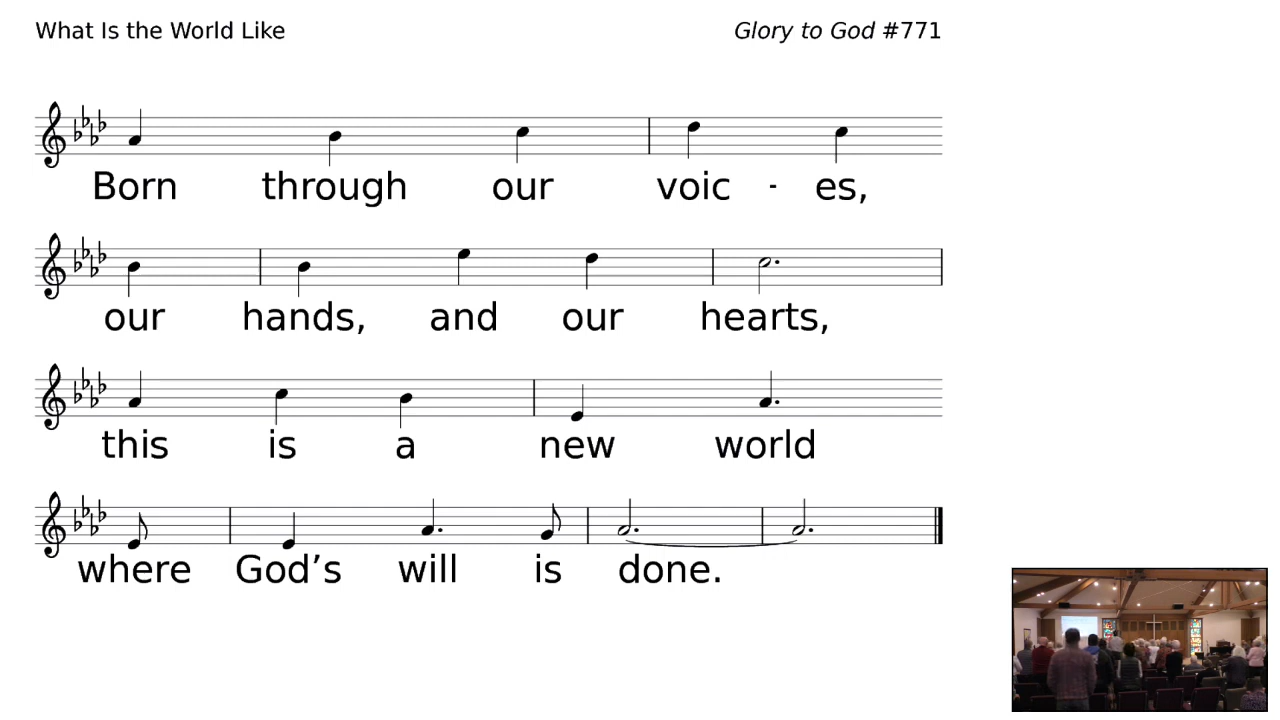 What Is the World Like
Glory to God #771
Born through our voic - es,
our hands, and our hearts,
this is a new world
where God’s will is done.